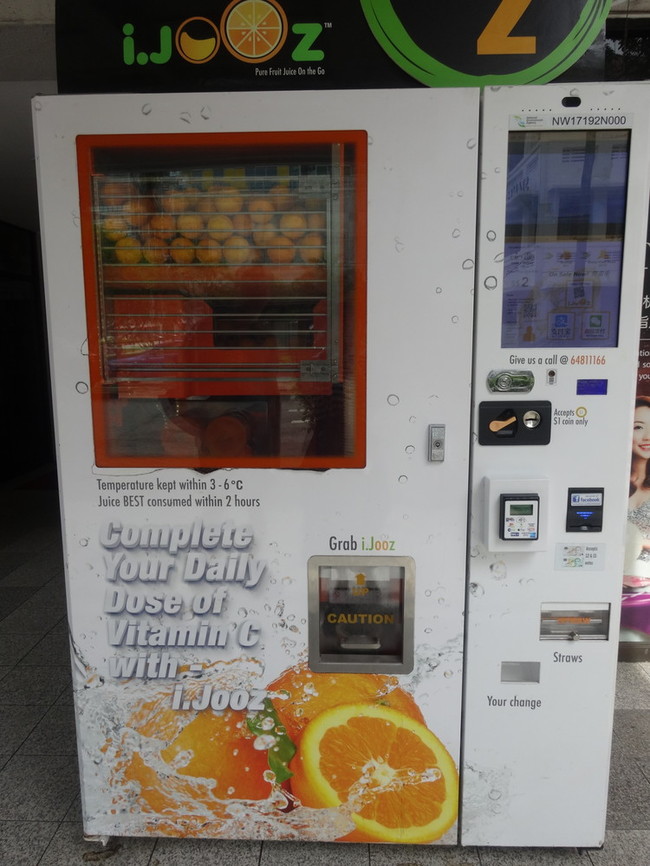 i.JOOz™
Pure Fruit Juice On the Go
Z
NW17192N000
Give us a call @ 64811166
Accepts
$1 coin only
facebook
Temperature kept within 3 - 6°C
Juice BEST consumed within 2 hours
Complete
Your Daily
Dose of
Vitamin C
with -
i.Jooz
Grab i.Jooz
CAUTION
Straws
Your change